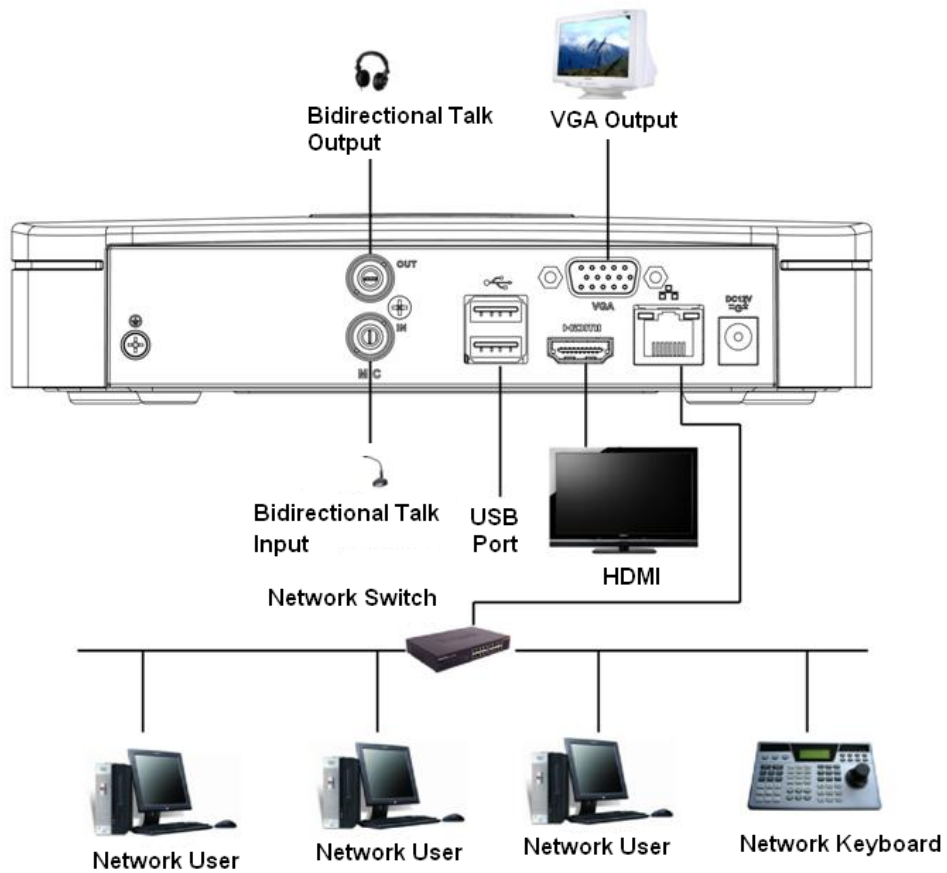 Bidirectional Talk
Output
VGA Output
OUT
IN
MIC
VGA
HDMI
DC12V
Bidirectional Talk
Input
USB
Port
HDMI
Network Switch
Network User
Network User
Network User
Network Keyboard